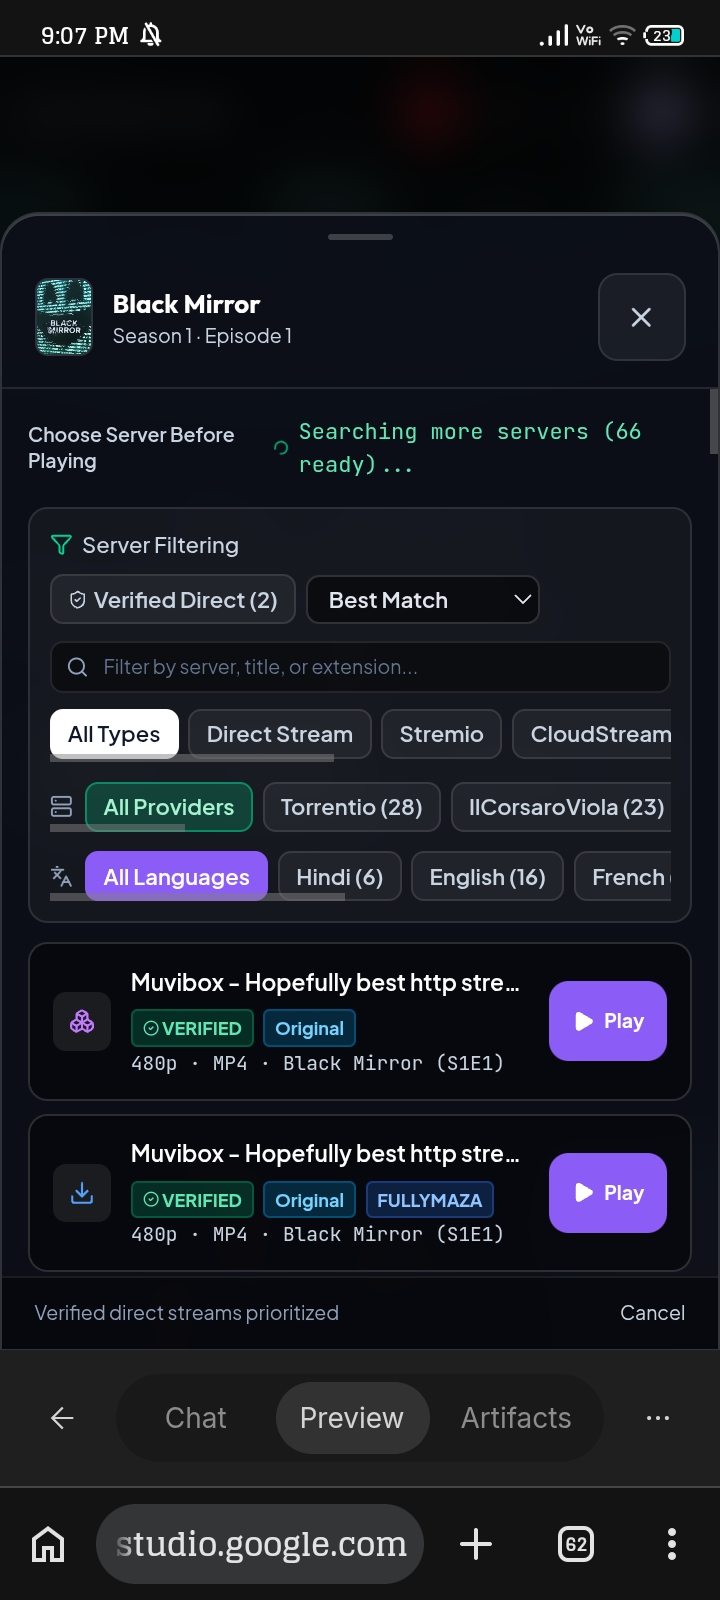 9:07 PM
Vo
WiFi
23
BLACK
MIRROR
Black Mirror
Season 1 · Episode 1
Choose Server Before
Playing
Searching more servers (66
ready)...
Server Filtering
Verified Direct (2)
Best Match
Filter by server, title, or extension...
All Types
Direct Stream
Stremio
CloudStream
All Providers
Torrentio (28)
IlCorsaroViola (23)
All Languages
Hindi (6)
English (16)
French (
Muvibox - Hopefully best http stre...
VERIFIED
Original
480p · MP4 · Black Mirror (S1E1)
Play
Muvibox - Hopefully best http stre...
VERIFIED
Original
FULLYMAZA
480p · MP4 · Black Mirror (S1E1)
Play
Verified direct streams prioritized
Cancel
Chat
Preview
Artifacts
studio.google.com
62